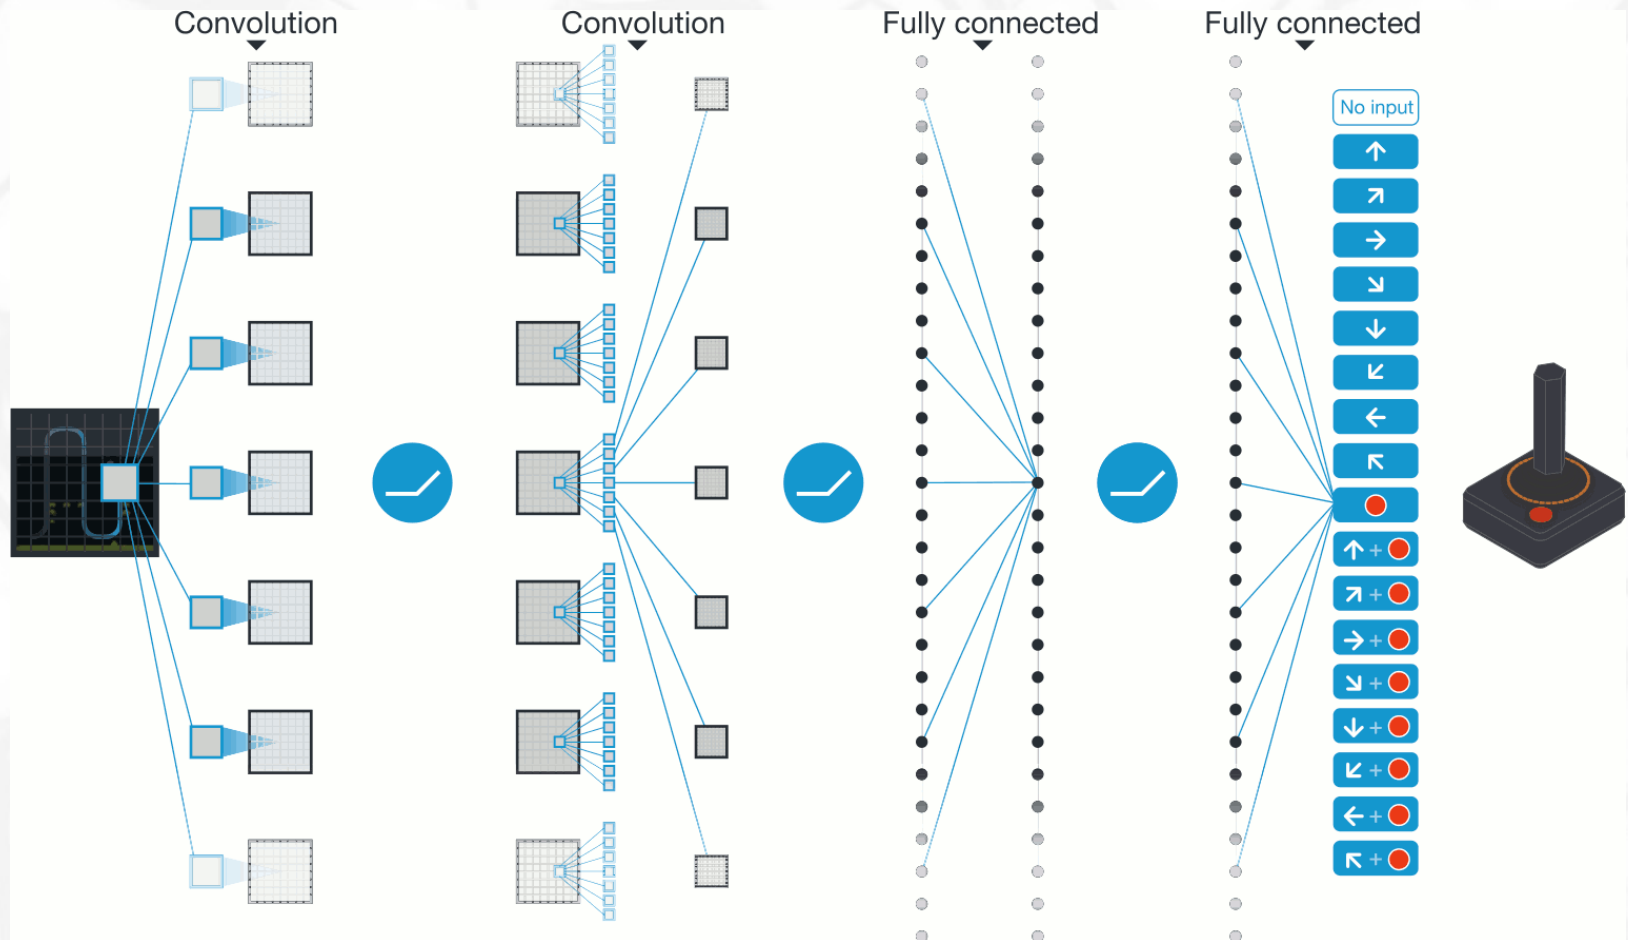 Convolution
Convolution
Fully connected
Fully connected
No input
+
+
+
+
+
+
+
+